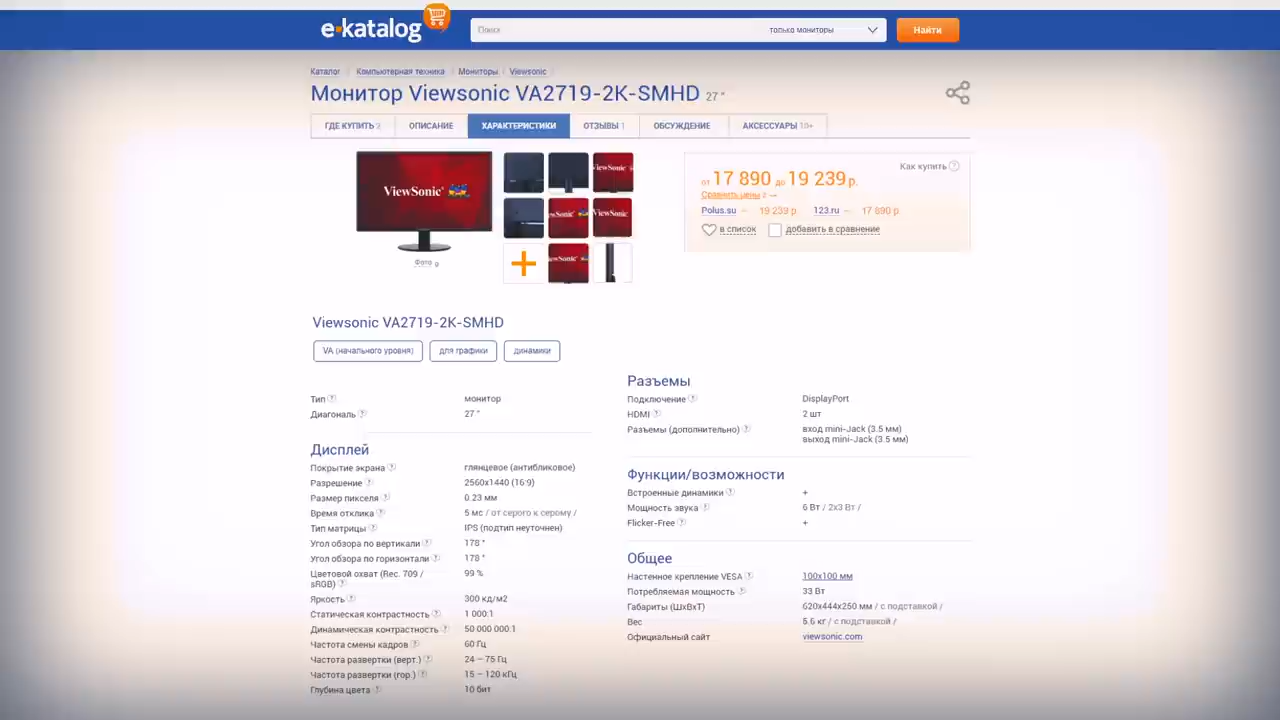 e-katalog
Поиск
только мониторы
Найти
Каталог / Компьютерная техника / Мониторы / Viewsonic
Монитор Viewsonic VA2719-2K-SMHD 27 "
ГДЕ КУПИТЬ 2
ОПИСАНИЕ
ХАРАКТЕРИСТИКИ
ОТЗЫВЫ 1
ОБСУЖДЕНИЕ
АКСЕССУАРЫ 10+
ViewSonic
Фото 9
Как купить ?
от 17 890 до 19 239 р.
Сравнить цены 2 →
Polus.su – 19 239 р 123.ru – 17 890 р
в список
добавить в сравнение
Viewsonic VA2719-2K-SMHD
VA (начального уровня)
для графики
динамики
Тип ? монитор
Диагональ ? 27 "
Дисплей
Покрытие экрана ? глянцевое (антибликовое)
Разрешение ? 2560x1440 (16:9)
Размер пикселя ? 0.23 мм
Время отклика ? 5 мс / от серого к серому /
Тип матрицы ? IPS (подтип неуточнен)
Угол обзора по вертикали ? 178 °
Угол обзора по горизонтали ? 178 °
Цветовой охват (Rec. 709 / 99 %
sRGB) ?
Яркость ? 300 кд/м2
Статическая контрастность ? 1 000:1
Динамическая контрастность ? 50 000 000:1
Частота смены кадров ? 60 Гц
Частота развертки (верт.) ? 24 – 75 Гц
Частота развертки (гор.) ? 15 – 120 кГц
Глубина цвета ? 10 бит
Разъемы
Подключение ? DisplayPort
HDMI ? 2 шт
Разъемы (дополнительно) ? вход mini-Jack (3.5 мм)
выход mini-Jack (3.5 мм)
Функции/возможности
Встроенные динамики ? +
Мощность звука ? 6 Вт / 2x3 Вт /
Flicker-Free ? +
Общее
Настенное крепление VESA ? 100x100 мм
Потребляемая мощность ? 33 Вт
Габариты (ШxВxТ) 620x444x250 мм / с подставкой /
Вес 5.6 кг / с подставкой /
Официальный сайт viewsonic.com